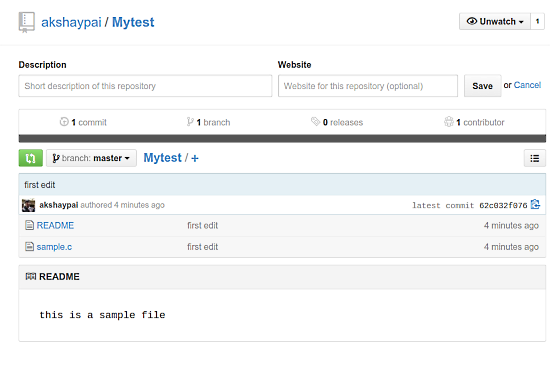 akshaypai / Mytest
Unwatch 1
Description Website
Short description of this repository Website for this repository (optional) Save or Cancel
1 commit 1 branch 0 releases 1 contributor
branch: master Mytest / +
first edit
akshaypai authored 4 minutes ago latest commit 62c032f076
README first edit 4 minutes ago
sample.c first edit 4 minutes ago
README
this is a sample file